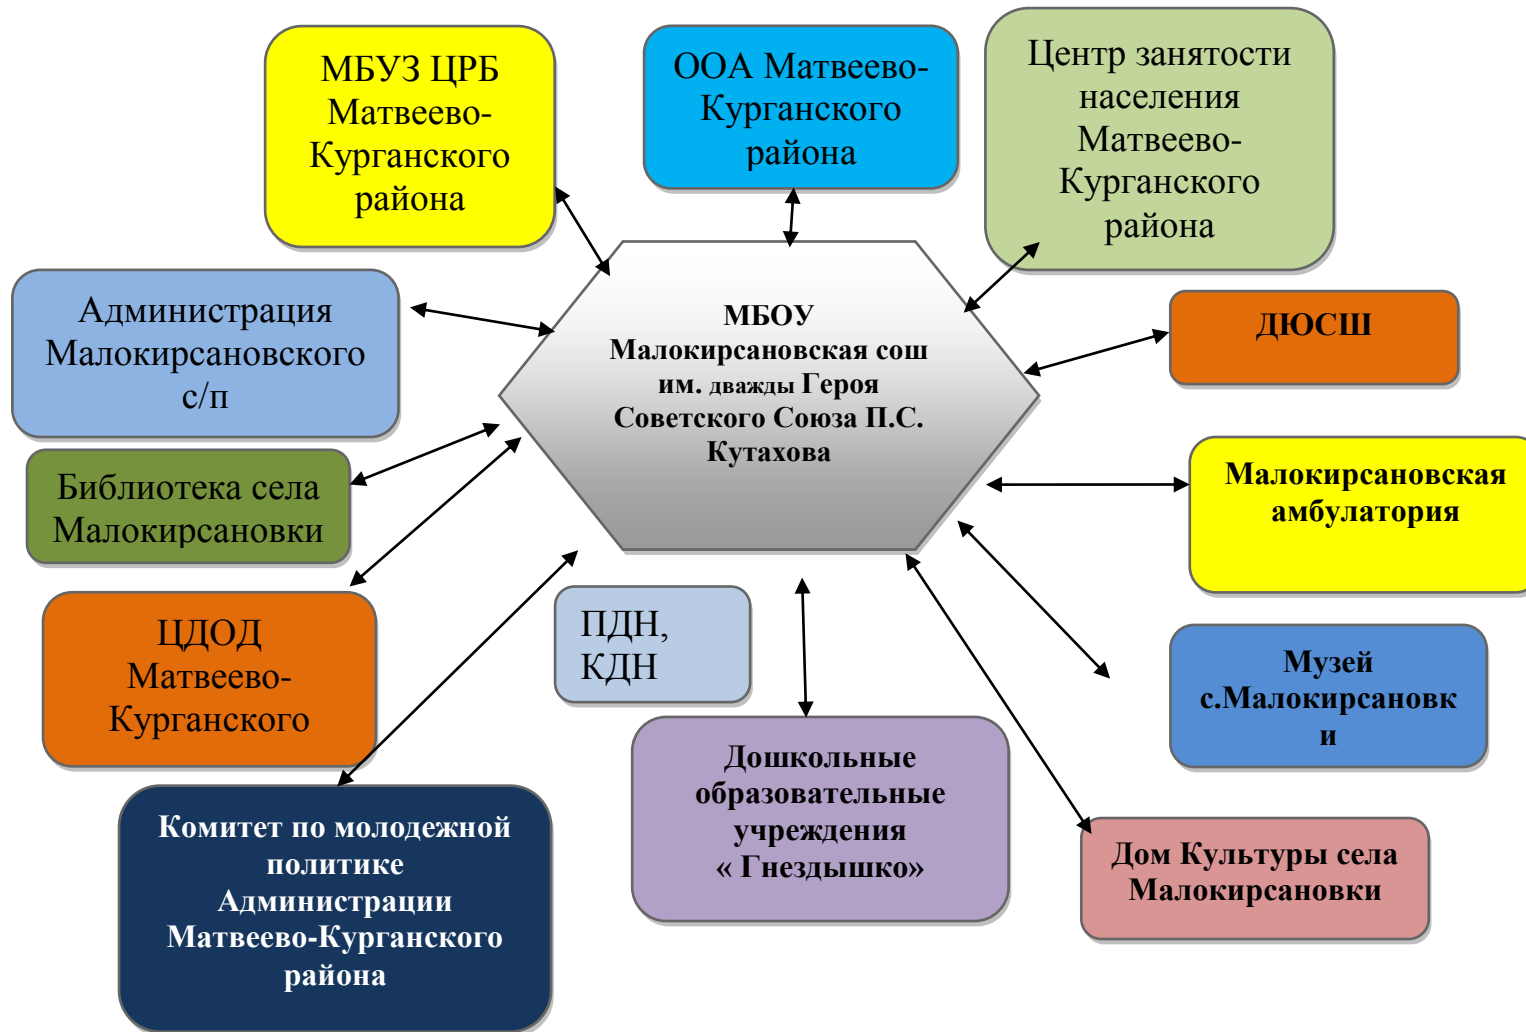 МБУЗ ЦРБ
Матвеево-
Курганского
района
ООА Матвеево-
Курганского
района
Центр занятости
населения
Матвеево-
Курганского
района
Администрация
Малокирсановского
с/п
МБОУ
Малокирсановская сош
им. дважды Героя
Советского Союза П.С.
Кутахова
ДЮСШ
Библиотека села
Малокирсановки
Малокирсановская
амбулатория
ЦДОД
Матвеево-
Курганского
ПДН,
КДН
Музей
с.Малокирсановк
и
Комитет по молодежной
политике
Администрации
Матвеево-Курганского
района
Дошкольные
образовательные
учреждения
« Гнездышко»
Дом Культуры села
Малокирсановки